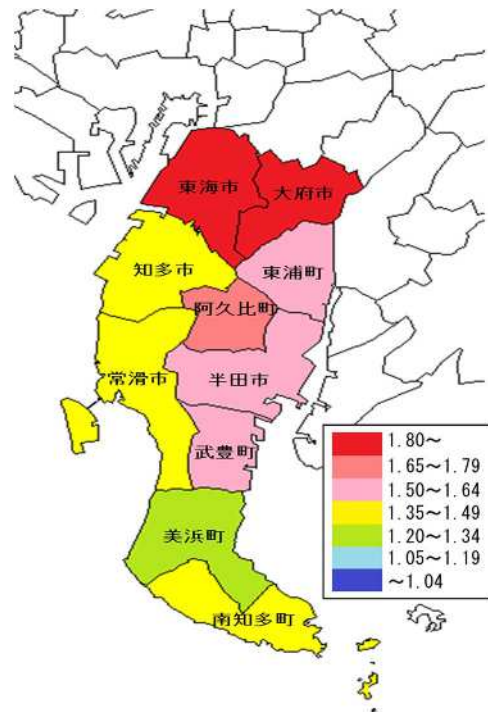 東海市
大府市
知多市
東浦町
阿久比町
常滑市
半田市
武豊町
美浜町
南知多町
1.80～
1.65～1.79
1.50～1.64
1.35～1.49
1.20～1.34
1.05～1.19
～1.04